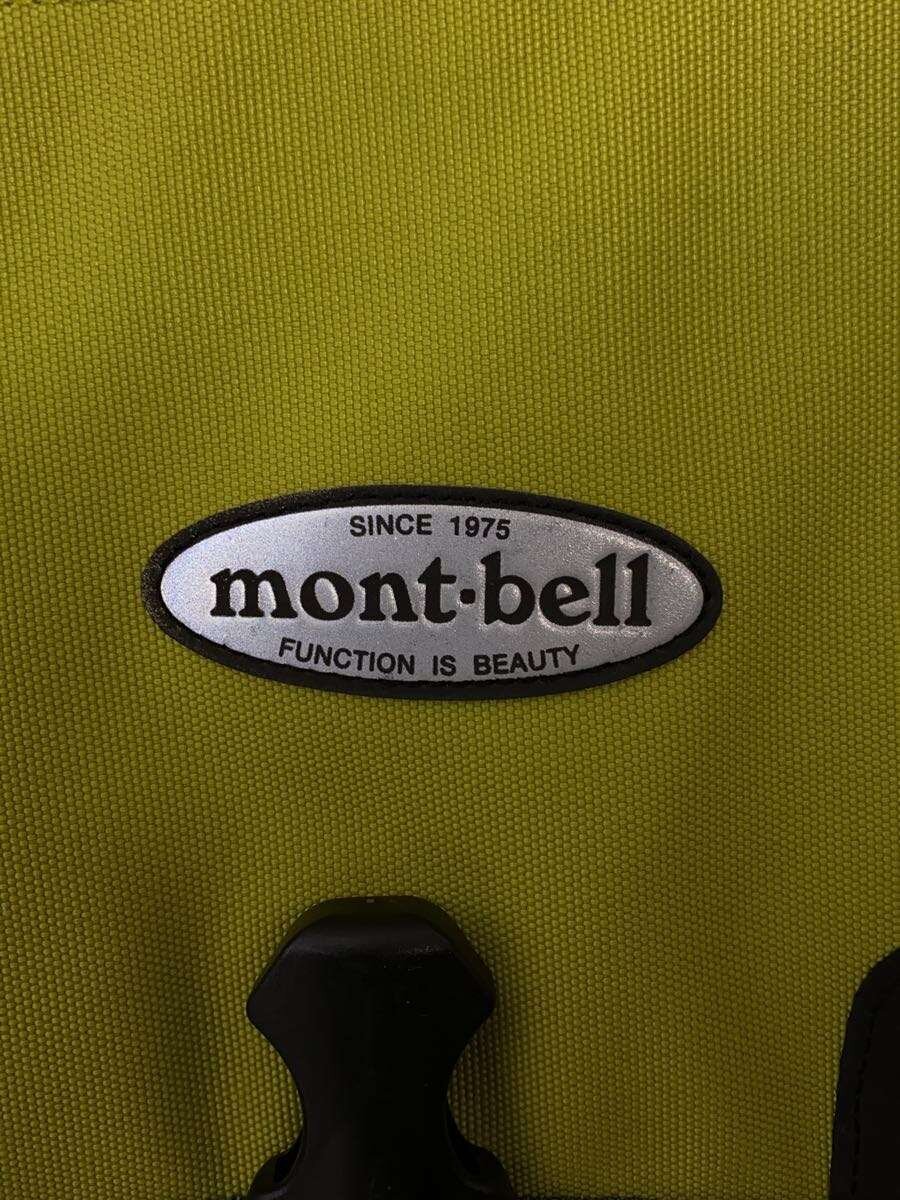 SINCE 1975
mont·bell
FUNCTION IS BEAUTY